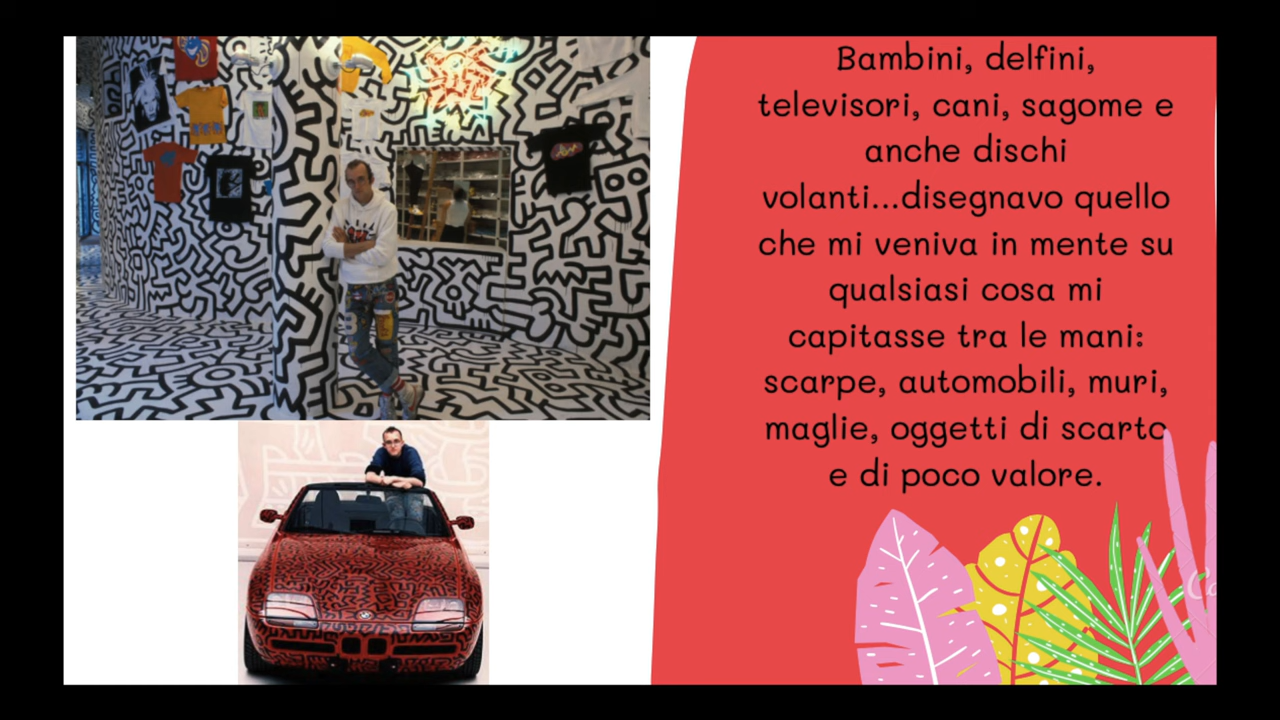 Bambini, delfini,
televisori, cani, sagome e
anche dischi
volanti...disegnavo quello
che mi veniva in mente su
qualsiasi cosa mi
capitasse tra le mani:
scarpe, automobili, muri,
maglie, oggetti di scarto
e di poco valore.